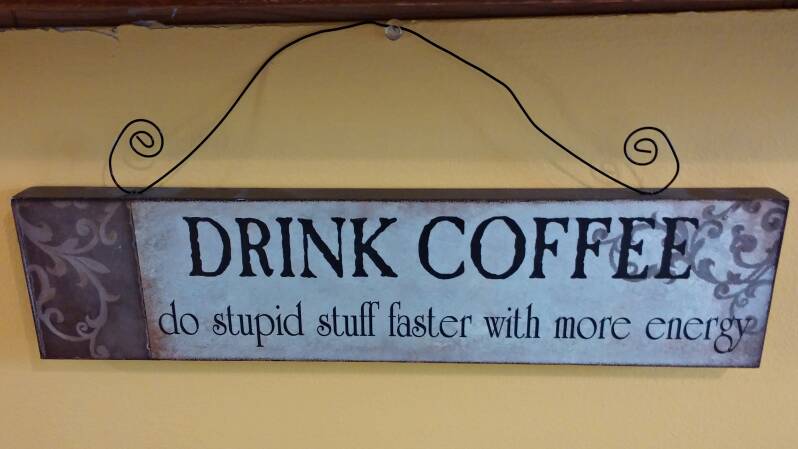 DRINK COFFEE
do stupid stuff faster with more energy